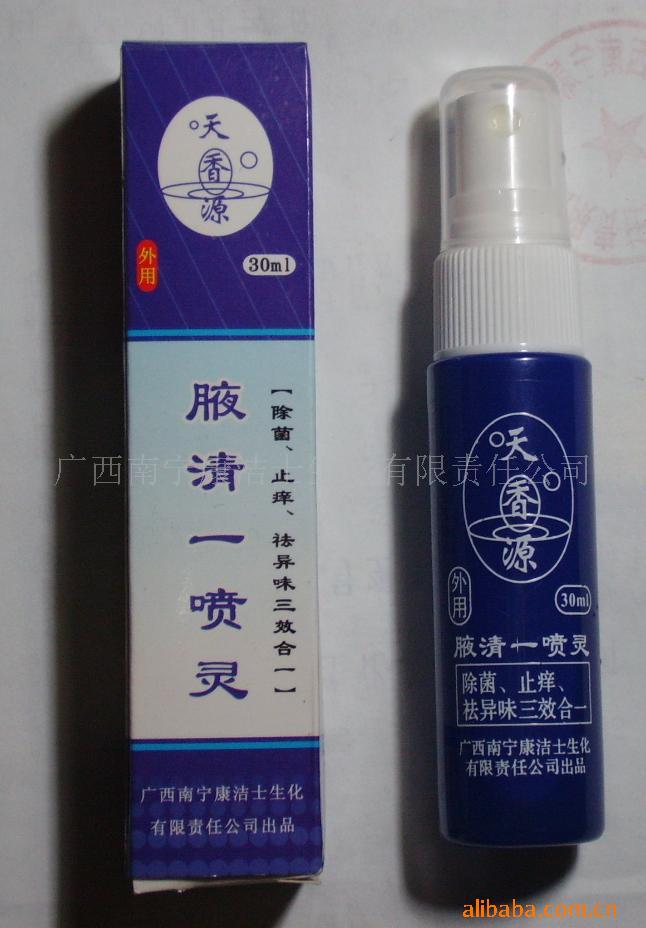 天
香
源
外用
30ml
腋清一喷灵
【除菌、止痒、祛异味三效合一】
广西南宁康洁士生化
有限责任公司出品
天
香
源
外用
30ml
腋清一喷灵
除菌、止痒、
祛异味三效合一
广西南宁康洁士生化
有限责任公司出品
广西南宁康洁士生 有限责任公司
alibaba.com.cn